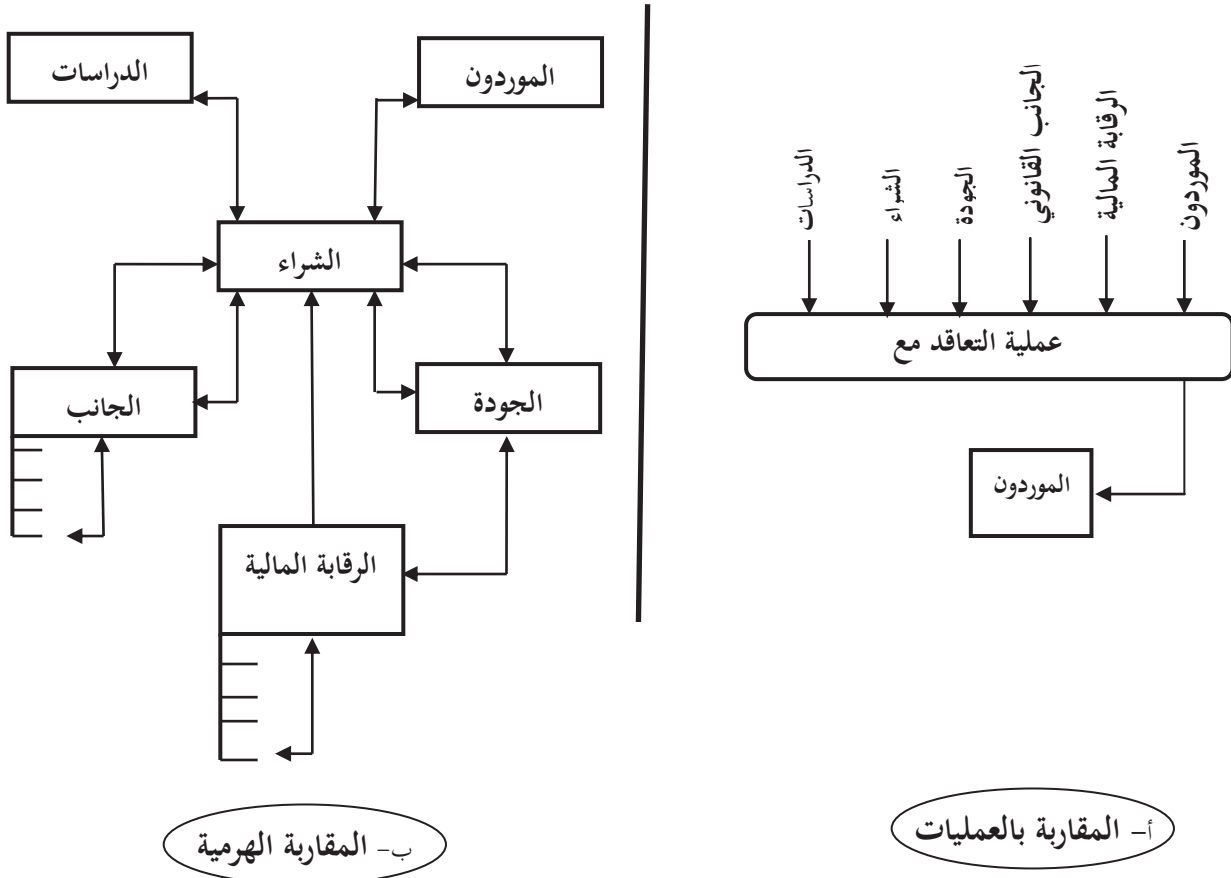 الموردون
الرقابة المالية
الجانب القانوني
الجودة
الشراء
الدراسات
عملية التعاقد مع
الموردون
أ- المقاربة بالعمليات
الموردون
الدراسات
الشراء
الجودة
الجانب
الرقابة المالية
ب- المقاربة الهرمية